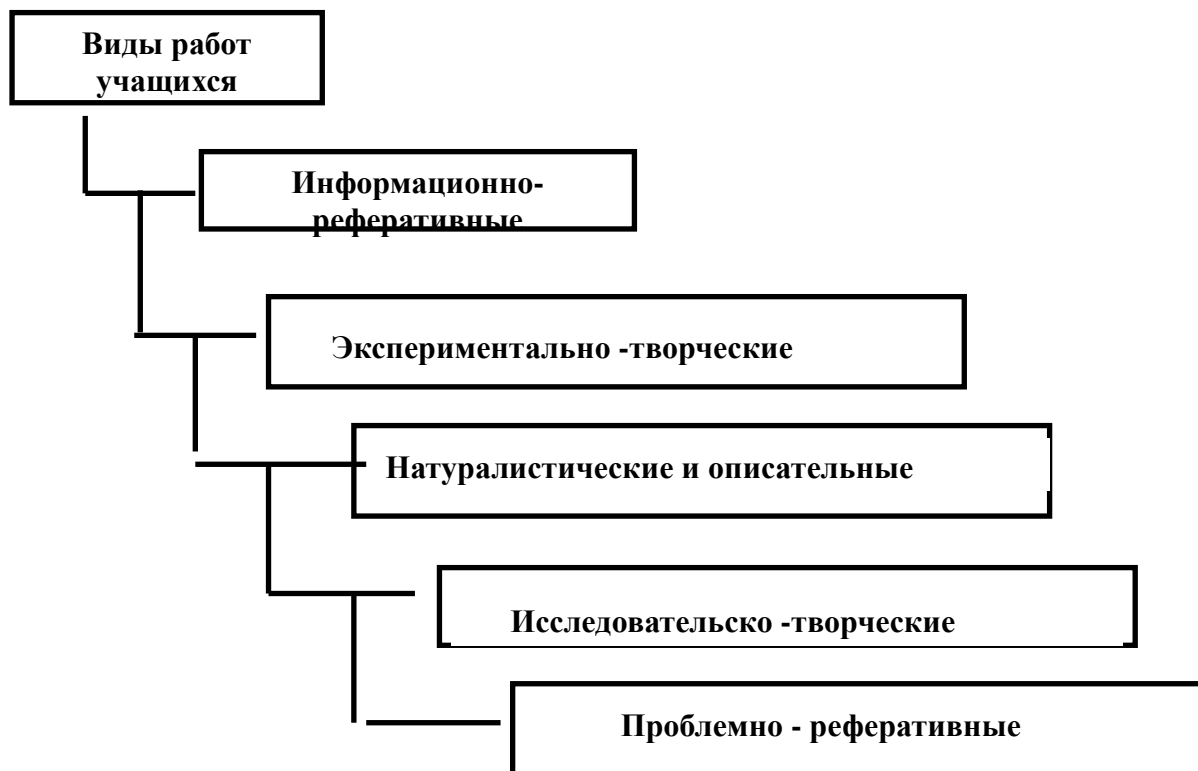 Виды работ
учащихся
Информационно-
реферативные
Экспериментально -творческие
Натуралистические и описательные
Исследовательско -творческие
Проблемно - реферативные